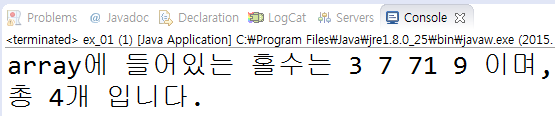 Problems @ Javadoc Declaration LogCat Servers Console
<terminated> ex_01 (1) [Java Application] C:₩Program Files₩Java₩jre1.8.0_25₩bin₩javaw.exe (2015.
array에 들어있는 홀수는 3 7 71 9 이며,
총 4개 입니다.